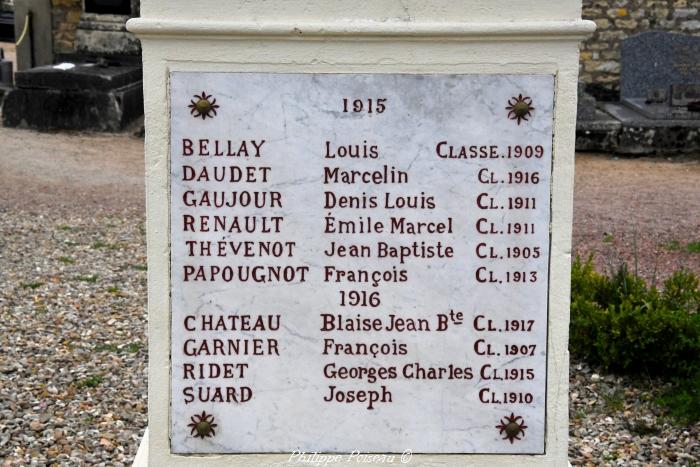 1915
BELLAY Louis CLASSE.1909
DAUDET Marcelin CL.1916
GAUJOUR Denis Louis CL.1911
RENAULT Émile Marcel CL.1911
THÉVENOT Jean Baptiste CL.1905
PAPOUGNOT François CL.1913
1916
CHATEAU Blaise Jean Bte CL.1917
GARNIER François CL.1907
RIDET Georges Charles CL.1915
SUARD Joseph CL.1910
Philippe Poiseau ©